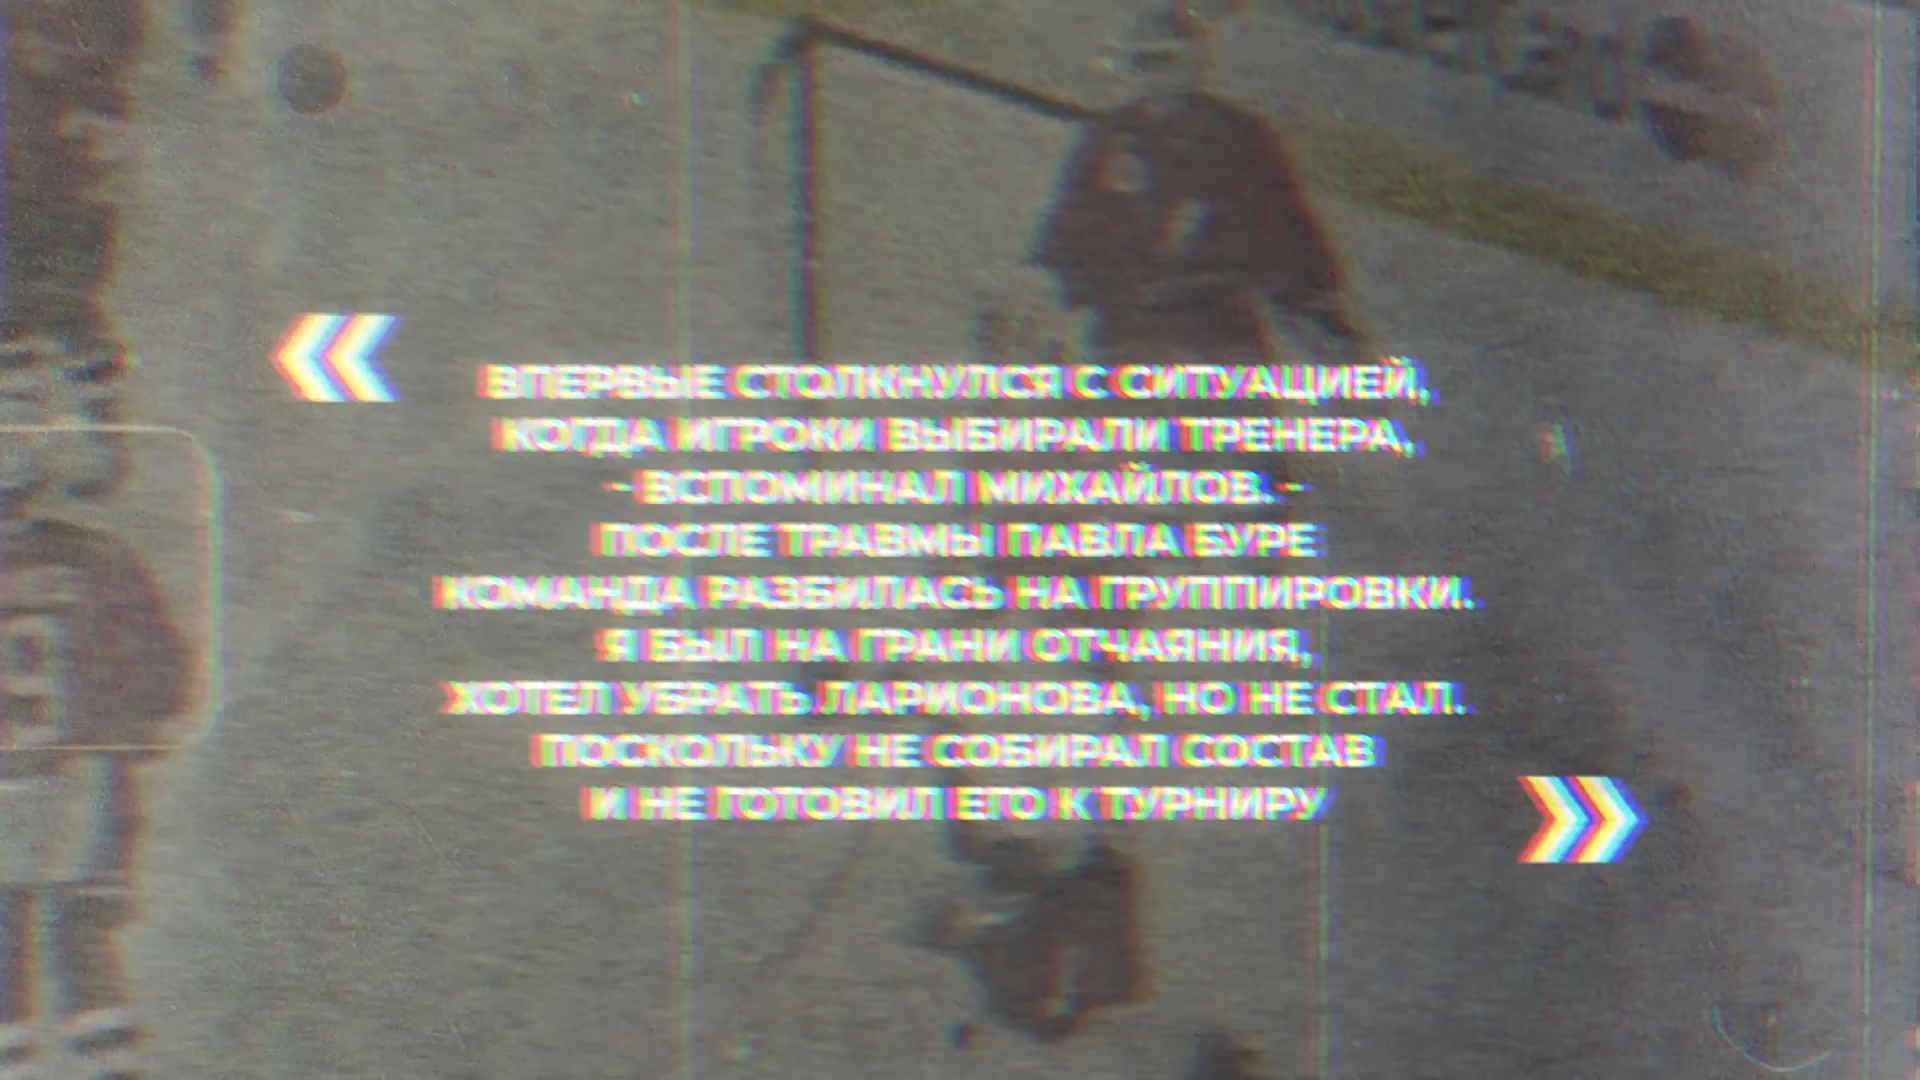 «
ВПЕРВЫЕ СТОЛКНУЛСЯ С СИТУАЦИЕЙ,
КОГДА ИГРОКИ ВЫБИРАЛИ ТРЕНЕРА,
- ВСПОМИНАЛ МИХАЙЛОВ. -
ПОСЛЕ ТРАВМЫ ПАВЛА БУРЕ
КОМАНДА РАЗБИЛАСЬ НА ГРУППИРОВКИ.
Я БЫЛ НА ГРАНИ ОТЧАЯНИЯ,
ХОТЕЛ УБРАТЬ ЛАРИОНОВА, НО НЕ СТАЛ.
ПОСКОЛЬКУ НЕ СОБИРАЛ СОСТАВ
И НЕ ГОТОВИЛ ЕГО К ТУРНИРУ
»